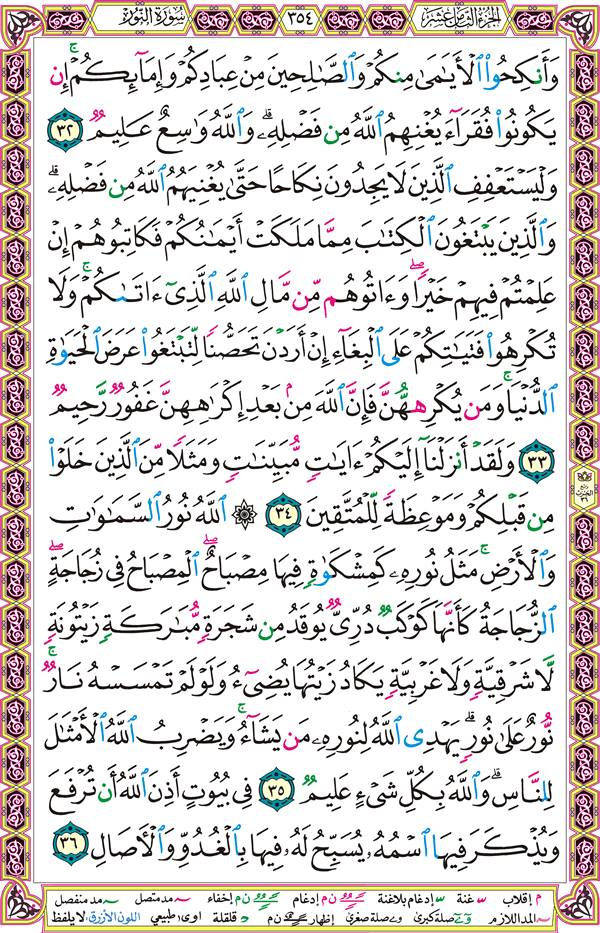 الجزء الثامن عشر ٣٥٤ سورة النور
وَأَنكِحُوا۟ ٱلْأَيَـٰمَىٰ مِنكُمْ وَٱلصَّـٰلِحِينَ مِنْ عِبَادِكُمْ وَإِمَآئِكُمْ ۚ إِن
يَكُونُوا۟ فُقَرَآءَ يُغْنِهِمُ ٱللَّهُ مِن فَضْلِهِۦ ۗ وَٱللَّهُ وَٰسِعٌ عَلِيمٌ ٣٢
وَلْيَسْتَعْفِفِ ٱلَّذِينَ لَا يَجِدُونَ نِكَاحًا حَتَّىٰ يُغْنِيَهُمُ ٱللَّهُ مِن فَضْلِهِۦ ۗ
وَٱلَّذِينَ يَبْتَغُونَ ٱلْكِتَـٰبَ مِمَّا مَلَكَتْ أَيْمَـٰنُكُمْ فَكَاتِبُوهُمْ إِنْ
عَلِمْتُمْ فِيهِمْ خَيْرًا ۖ وَءَاتُوهُم مِّن مَّالِ ٱللَّهِ ٱلَّذِىٓ ءَاتَىٰكُمْ ۚ وَلَا
تُكْرِهُوا۟ فَتَيَـٰتِكُمْ عَلَى ٱلْبِغَآءِ إِنْ أَرَدْنَ تَحَصُّنًا لِّتَبْتَغُوا۟ عَرَضَ ٱلْحَيَوٰةِ
ٱلدُّنْيَا ۚ وَمَن يُكْرِههُّنَّ فَإِنَّ ٱللَّهَ مِنۢ بَعْدِ إِكْرَٰهِهِنَّ غَفُورٌ رَّحِيمٌ
٣٣ وَلَقَدْ أَنزَلْنَآ إِلَيْكُمْ ءَايَـٰتٍ مُّبَيِّنَـٰتٍ وَمَثَلًا مِّنَ ٱلَّذِينَ خَلَوْا۟
مِن قَبْلِكُمْ وَمَوْعِظَةً لِّلْمُتَّقِينَ ٣٤ ۞ ٱللَّهُ نُورُ ٱلسَّمَـٰوَٰتِ
وَٱلْأَرْضِ ۚ مَثَلُ نُورِهِۦ كَمِشْكَوٰةٍ فِيهَا مِصْبَاحٌ ۖ ٱلْمِصْبَاحُ فِى زُجَاجَةٍ ۖ
ٱلزُّجَاجَةُ كَأَنَّهَا كَوْكَبٌ دُرِّىٌّ يُوقَدُ مِن شَجَرَةٍ مُّبَـٰرَكَةٍ زَيْتُونَةٍ
لَّا شَرْقِيَّةٍ وَلَا غَرْبِيَّةٍ يَكَادُ زَيْتُهَا يُضِىٓءُ وَلَوْ لَمْ تَمْسَسْهُ نَارٌ ۚ
نُّورٌ عَلَىٰ نُورٍ ۗ يَهْدِى ٱللَّهُ لِنُورِهِۦ مَن يَشَآءُ ۚ وَيَضْرِبُ ٱللَّهُ ٱلْأَمْثَـٰلَ
لِلنَّاسِ ۗ وَٱللَّهُ بِكُلِّ شَىْءٍ عَلِيمٌ ٣٥ فِى بُيُوتٍ أَذِنَ ٱللَّهُ أَن تُرْفَعَ
وَيُذْكَرَ فِيهَا ٱسْمُهُۥ يُسَبِّحُ لَهُۥ فِيهَا بِٱلْغُدُوِّ وَٱلْـَٔاصَالِ ٣٦
م إقلاب غنة إدغام بلاغنة ن م إدغام ن م إخفاء مد متصل مد منفصل
المد اللازم صلة كبرى صلة صغرى إظهار ن م قلقلة اوى: طبيعي اللون الأزرق: لا يلفظ